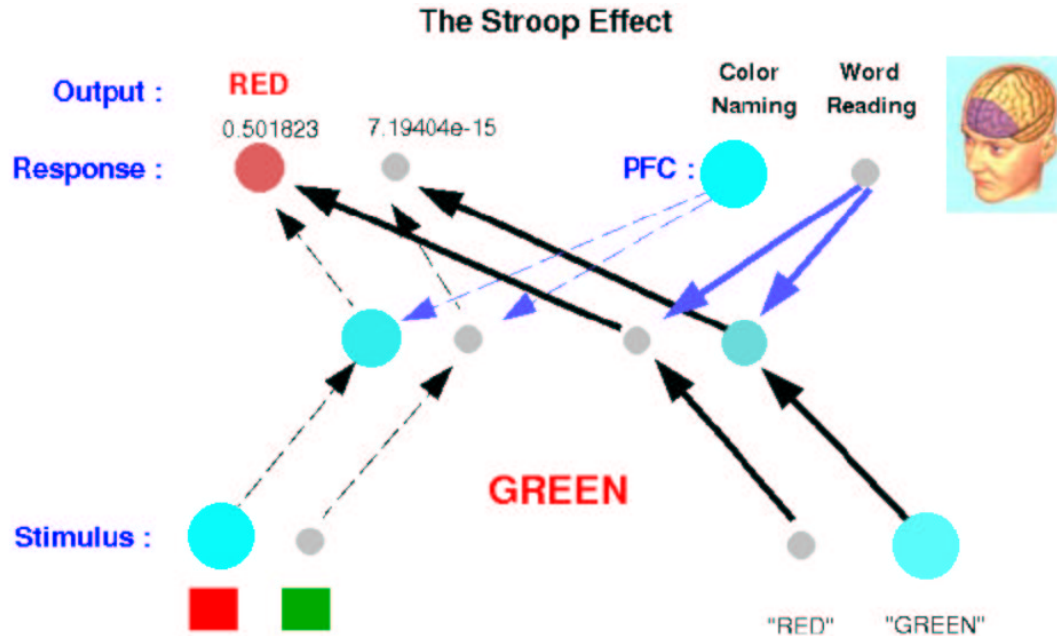 The Stroop Effect
Output :
RED
Color Naming
Word Reading
0.501823
7.19404e-15
Response :
PFC :
GREEN
Stimulus :
"RED"
"GREEN"